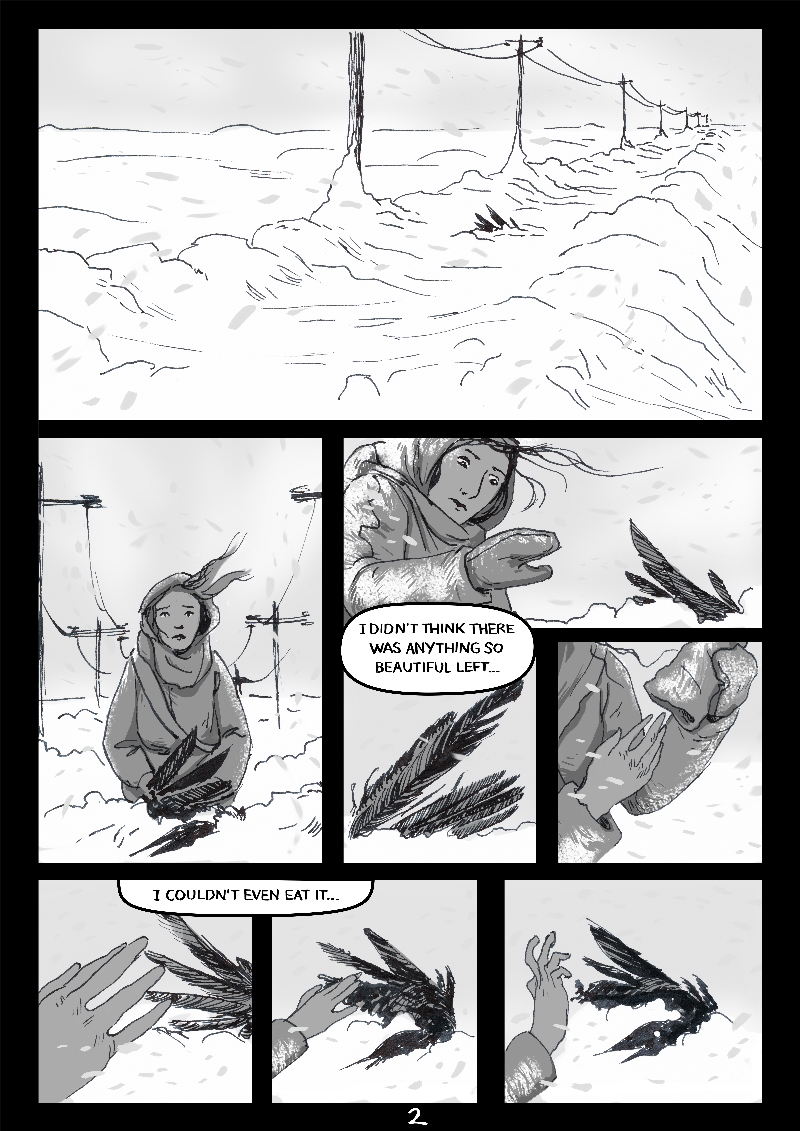 I DIDN'T THINK THERE
WAS ANYTHING SO
BEAUTIFUL LEFT...
I COULDN'T EVEN EAT IT...
2